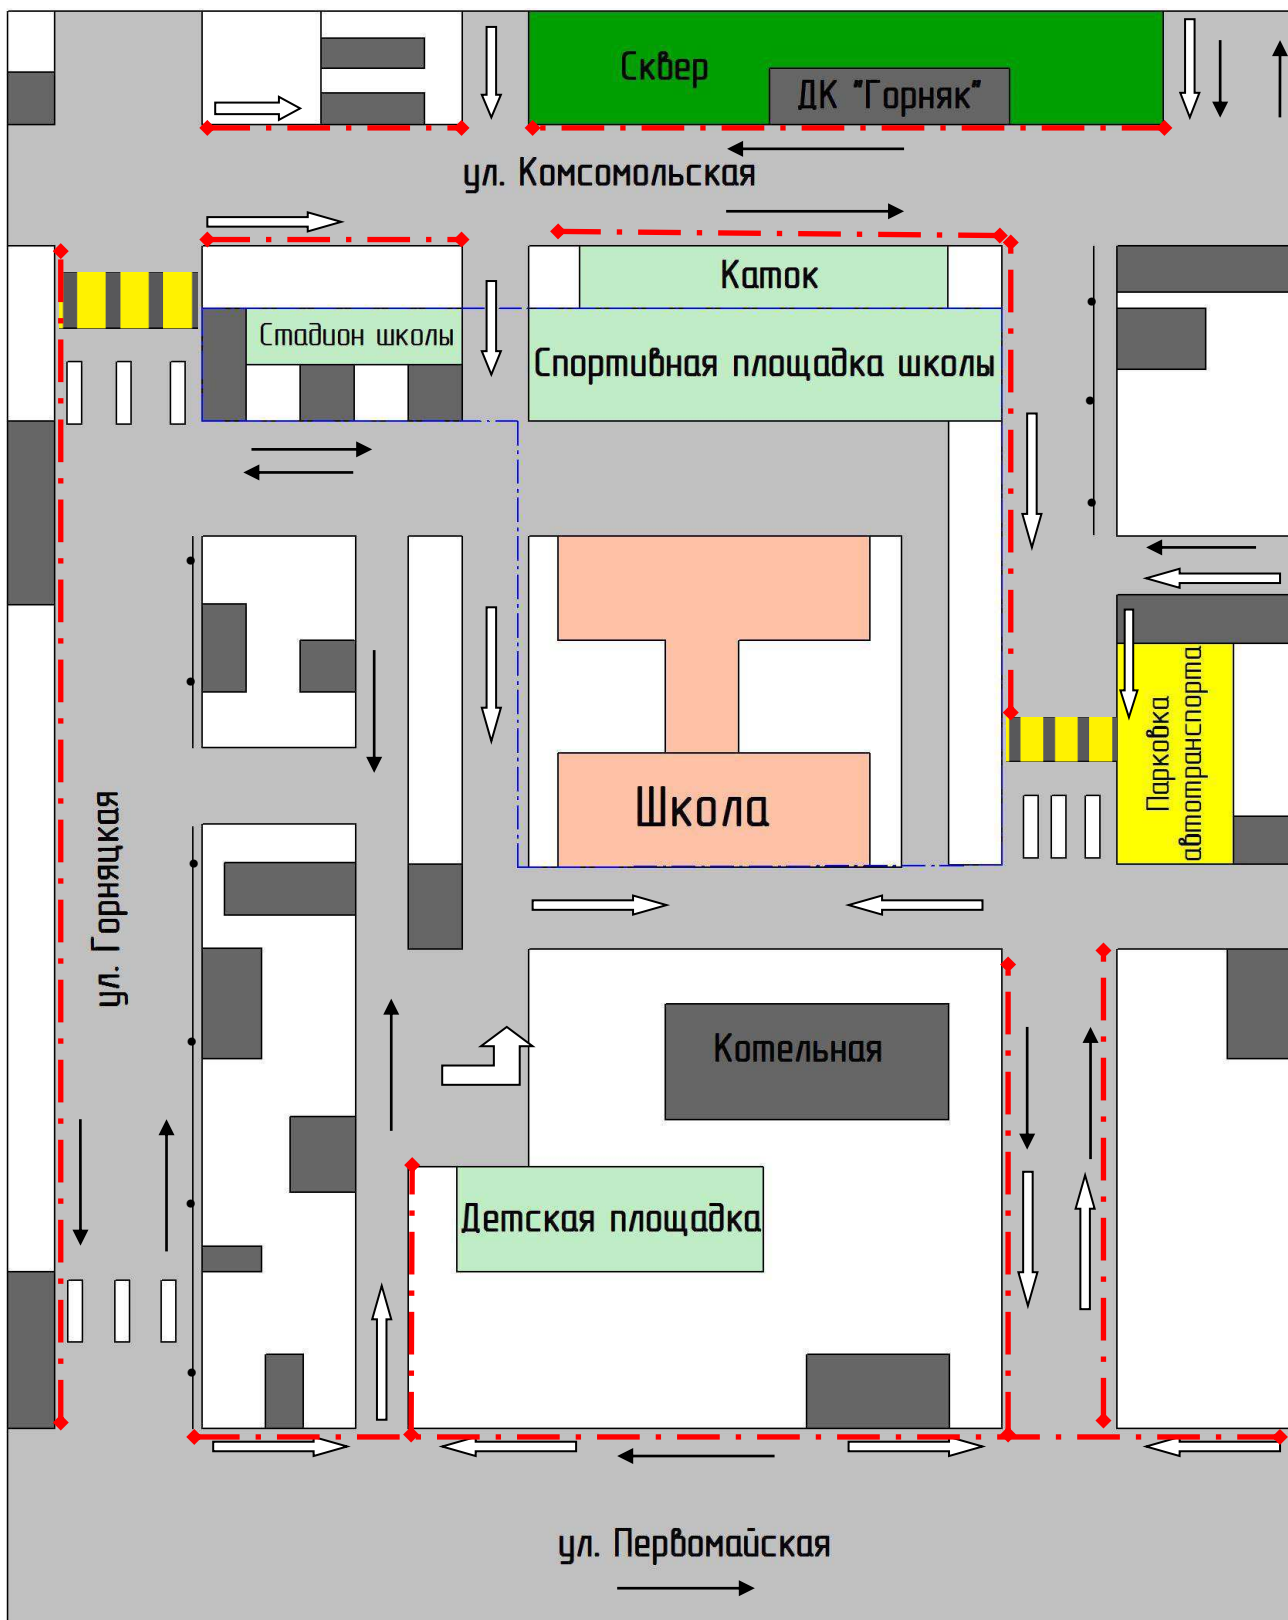 Сквер
ДК "Горняк"
ул. Комсомольская
Каток
Стадион школы
Спортивная площадка школы
Парковка
автотранспорта
Школа
ул. Горняцкая
Котельная
Детская площадка
ул. Первомайская